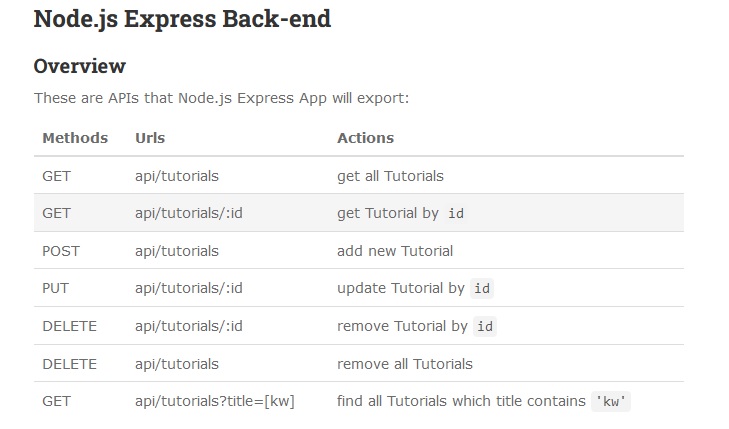 Node.js Express Back-end
Overview
These are APIs that Node.js Express App will export:
Methods Urls Actions
GET api/tutorials get all Tutorials
GET api/tutorials/:id get Tutorial by id
POST api/tutorials add new Tutorial
PUT api/tutorials/:id update Tutorial by id
DELETE api/tutorials/:id remove Tutorial by id
DELETE api/tutorials remove all Tutorials
GET api/tutorials?title=[kw] find all Tutorials which title contains 'kw'